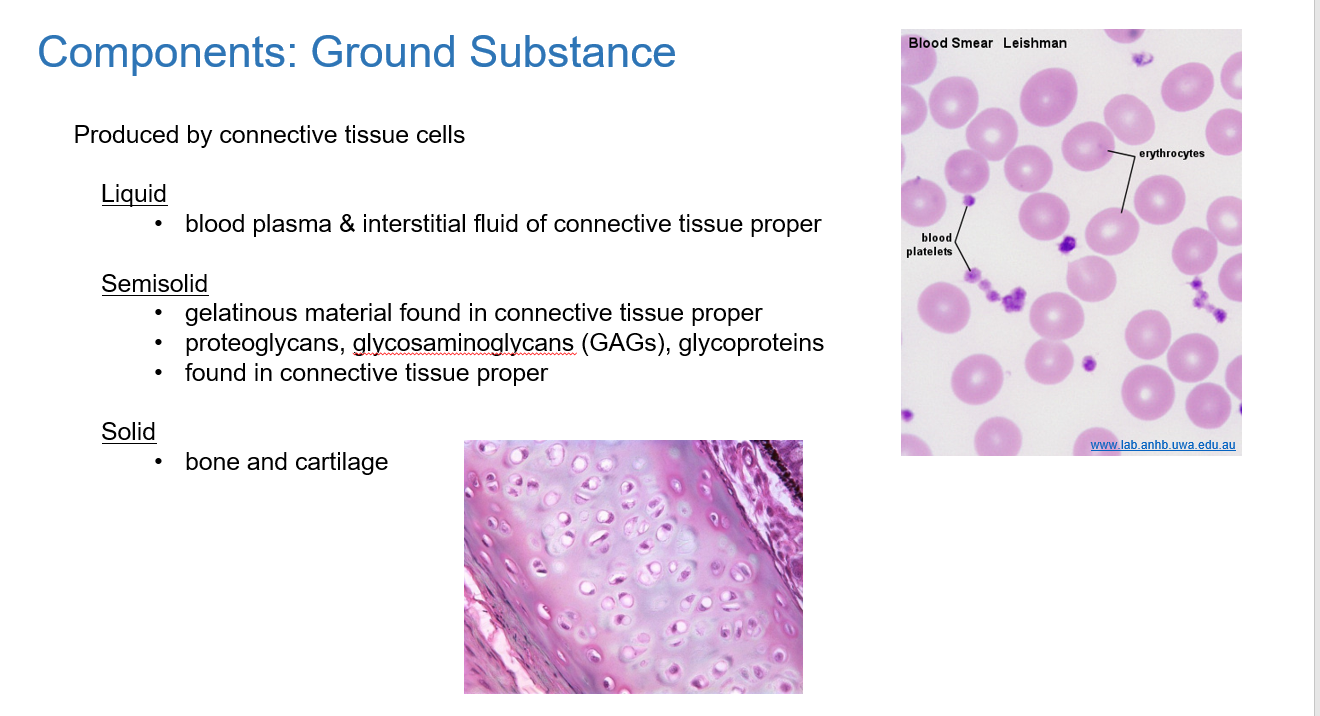 Components: Ground Substance
Produced by connective tissue cells
Liquid
• blood plasma & interstitial fluid of connective tissue proper
Semisolid
• gelatinous material found in connective tissue proper
• proteoglycans, glycosaminoglycans (GAGs), glycoproteins
• found in connective tissue proper
Solid
• bone and cartilage
Blood Smear Leishman
erythrocytes
blood
platelets
www.lab.anhb.uwa.edu.au